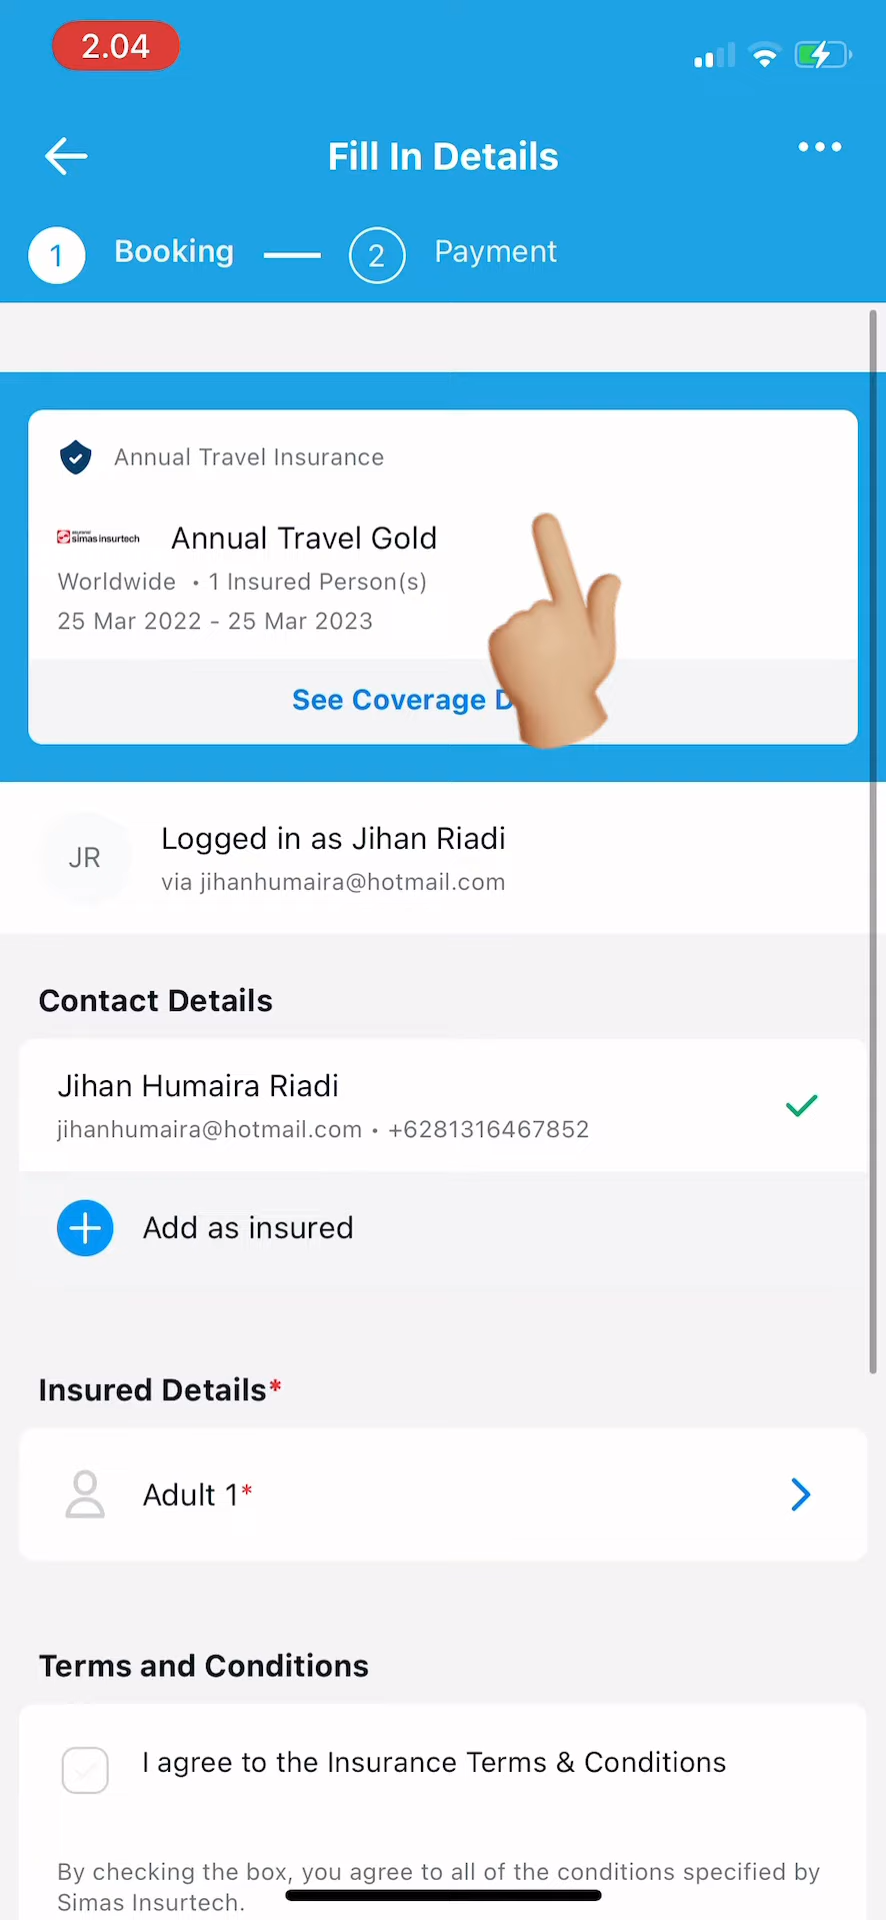 2.04
Fill In Details
1 Booking 2 Payment
Annual Travel Insurance
simas insurtech Annual Travel Gold
Worldwide • 1 Insured Person(s)
25 Mar 2022 - 25 Mar 2023
See Coverage D
JR
Logged in as Jihan Riadi
via jihanhumaira@hotmail.com
Contact Details
Jihan Humaira Riadi
jihanhumaira@hotmail.com • +6281316467852
Add as insured
Insured Details*
Adult 1*
Terms and Conditions
I agree to the Insurance Terms & Conditions
By checking the box, you agree to all of the conditions specified by
Simas Insurtech.